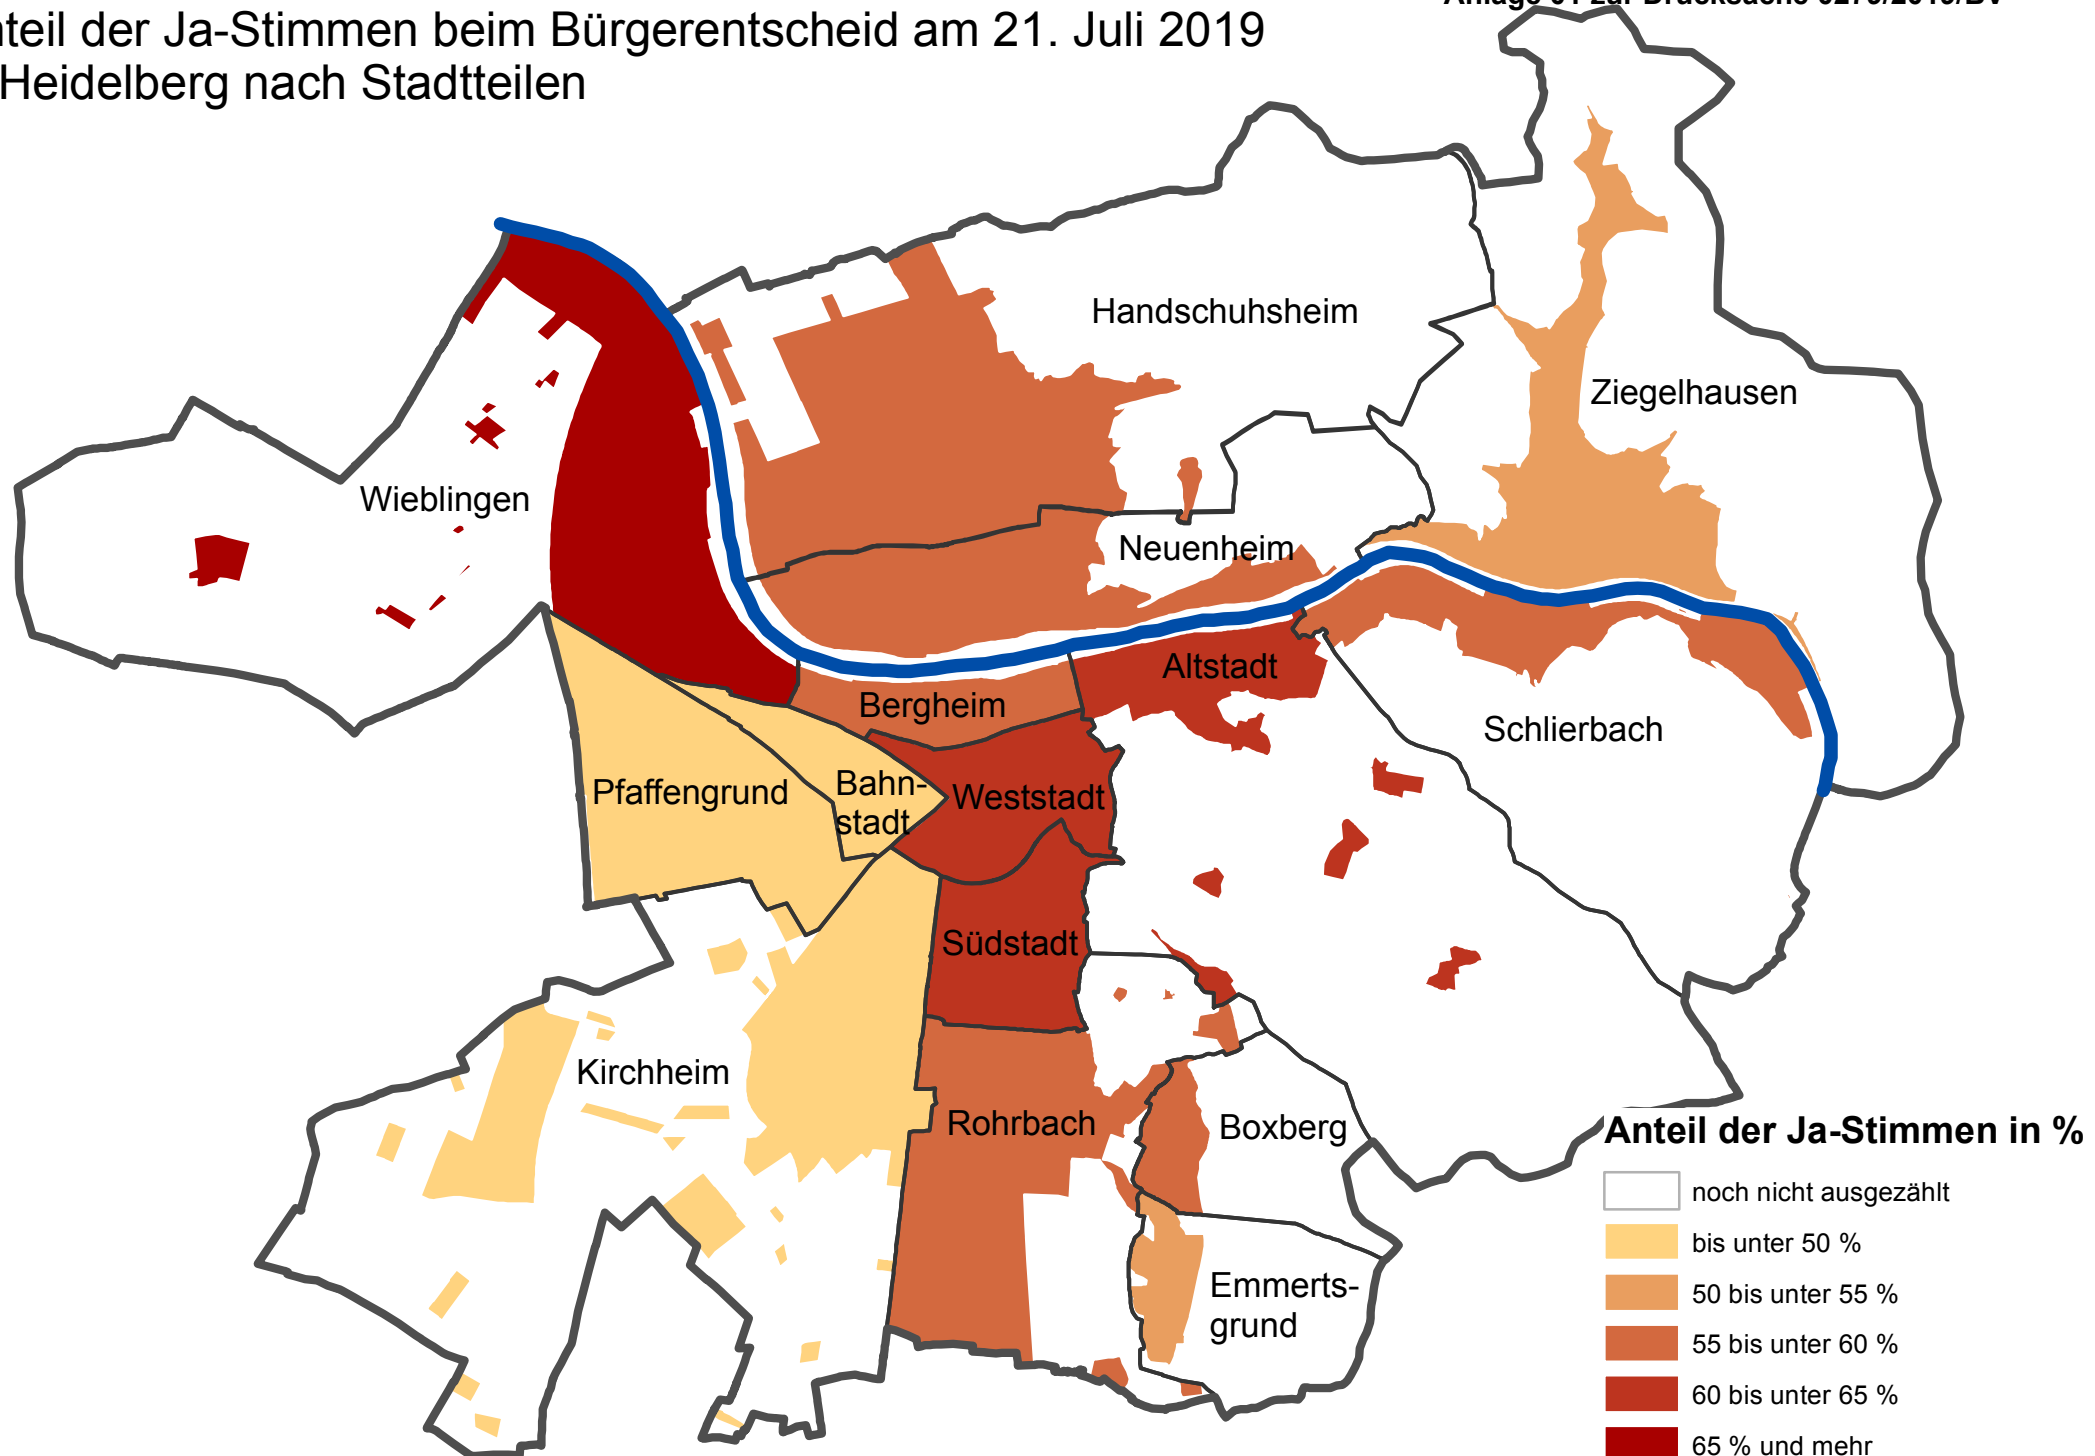 nteil der Ja-Stimmen beim Bürgerentscheid am 21. Juli 2019
Heidelberg nach Stadtteilen
Handschuhsheim
Ziegelhausen
Wieblingen
Neuenheim
Altstadt
Bergheim
Schlierbach
Pfaffengrund
Bahn-
stadt
Weststadt
Südstadt
Kirchheim
Rohrbach
Boxberg
Emmerts-
grund
Anteil der Ja-Stimmen in %
noch nicht ausgezählt
bis unter 50 %
50 bis unter 55 %
55 bis unter 60 %
60 bis unter 65 %
65 % und mehr